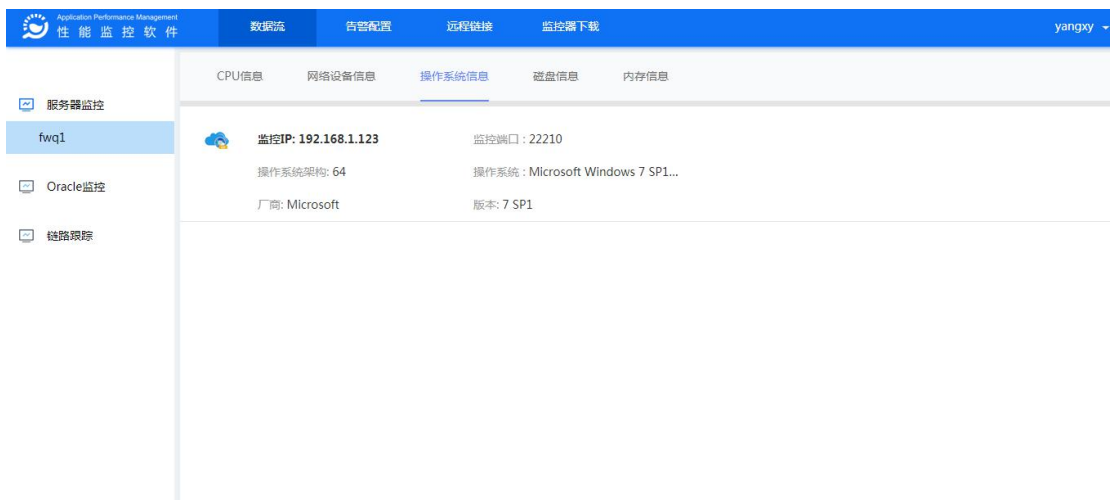 Application Performance Management
性能监控软件
数据流 告警配置 远程链接 监控器下载 yangxy
CPU信息 网络设备信息 操作系统信息 磁盘信息 内存信息
服务器监控
fwq1
Oracle监控
链路跟踪
监控IP: 192.168.1.123 监控端口 : 22210
操作系统架构: 64 操作系统 : Microsoft Windows 7 SP1...
厂商: Microsoft 版本: 7 SP1